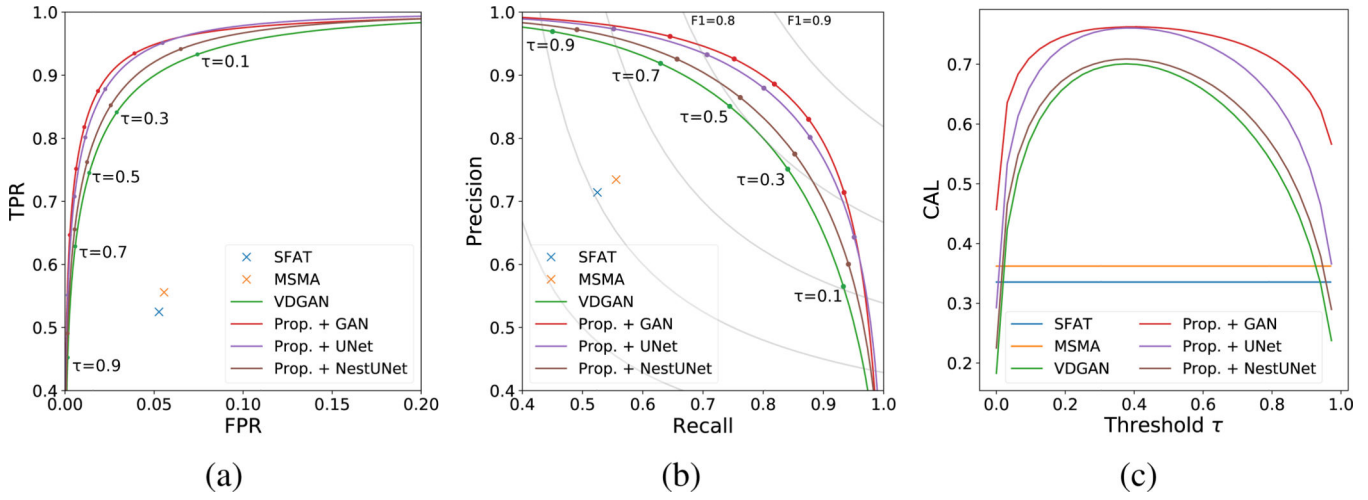 1.0
0.9
0.8
0.7
0.6
0.5
0.4
TPR
0.00 0.05 0.10 0.15 0.20
FPR
τ=0.1
τ=0.3
τ=0.5
τ=0.7
τ=0.9
SFAT
MSMA
VDGAN
Prop. + GAN
Prop. + UNet
Prop. + NestUNet
(a)
F1=0.8 F1=0.9
1.0
0.9
0.8
0.7
0.6
0.5
0.4
Precision
0.4 0.5 0.6 0.7 0.8 0.9 1.0
Recall
τ=0.9
τ=0.7
τ=0.5
τ=0.3
τ=0.1
SFAT
MSMA
VDGAN
Prop. + GAN
Prop. + UNet
Prop. + NestUNet
(b)
0.7
0.6
0.5
0.4
0.3
0.2
CAL
0.0 0.2 0.4 0.6 0.8 1.0
Threshold τ
SFAT Prop. + GAN
MSMA Prop. + UNet
VDGAN Prop. + NestUNet
(c)